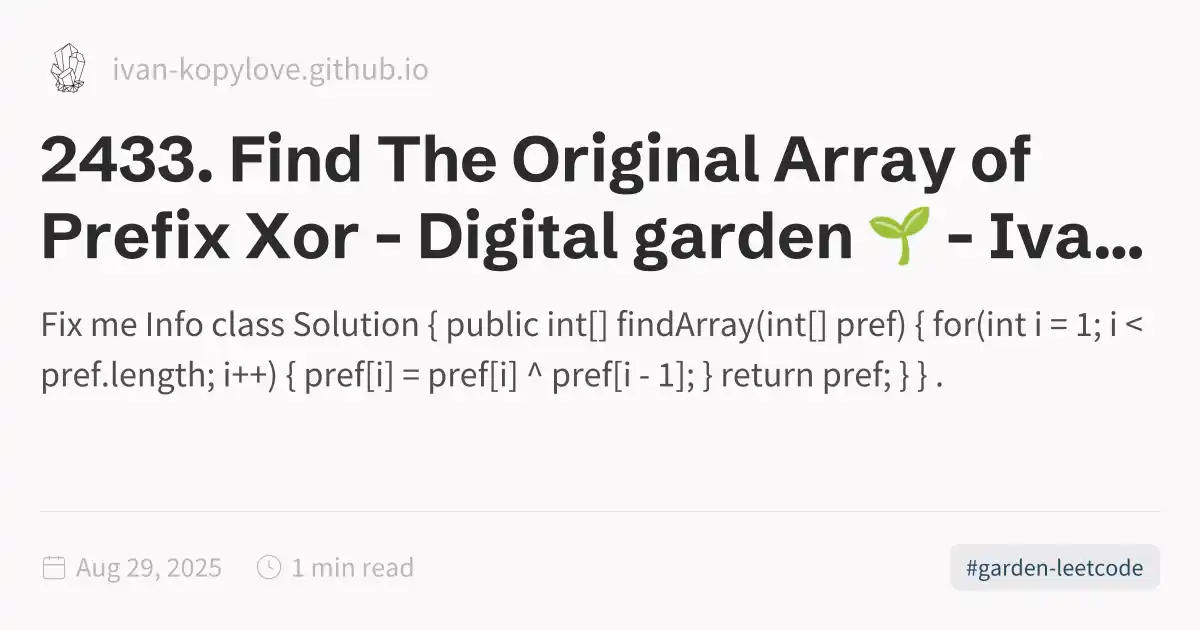 ivan-kopylove.github.io
2433. Find The Original Array of
Prefix Xor - Digital garden 🌱 - Iva...
Fix me Info class Solution { public int[] findArray(int[] pref) { for(int i = 1; i <
pref.length; i++) { pref[i] = pref[i] ^ pref[i - 1]; } return pref; } } .
Aug 29, 2025
1 min read
#garden-leetcode